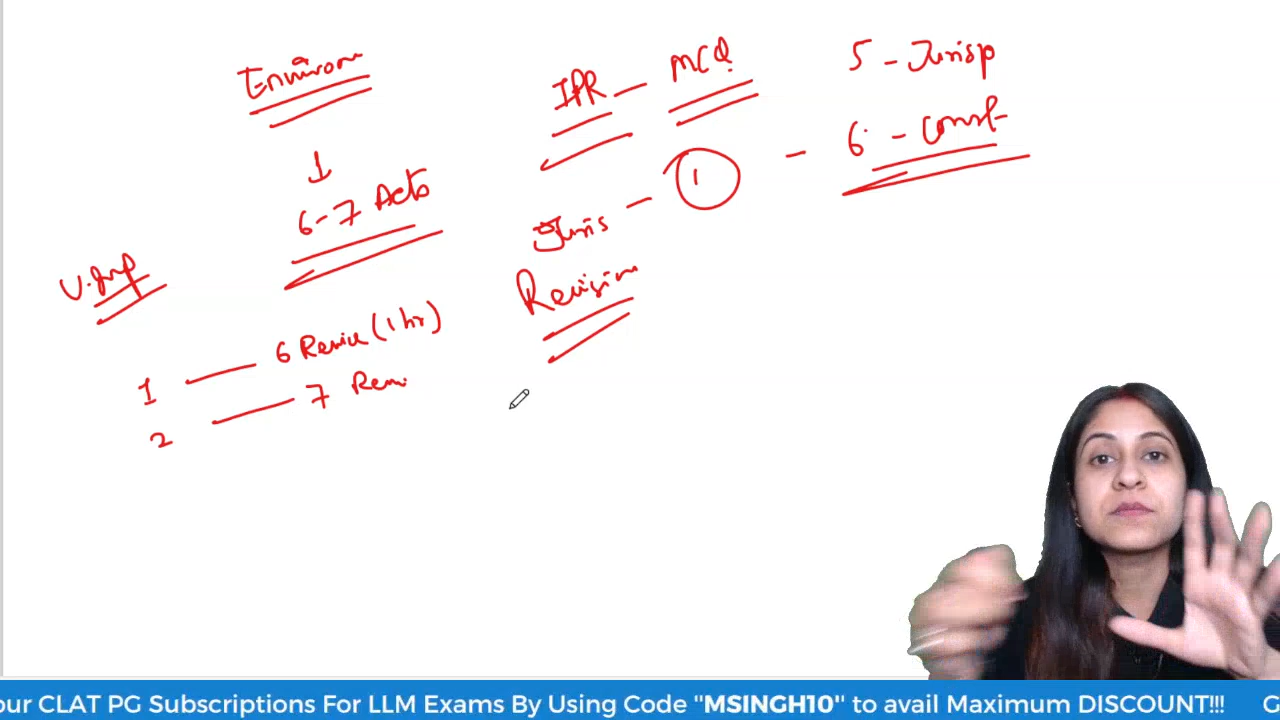 Environ
1
6-7 Acts
V. Imp
1 — 6 Revise (1 hr)
2 — 7 Rev.
IPR — MCQ
Juris — 1 — 6 - Const
5 - Jurisp
Revision
our CLAT PG Subscriptions For LLM Exams By Using Code "MSINGH10" to avail Maximum DISCOUNT!!! G